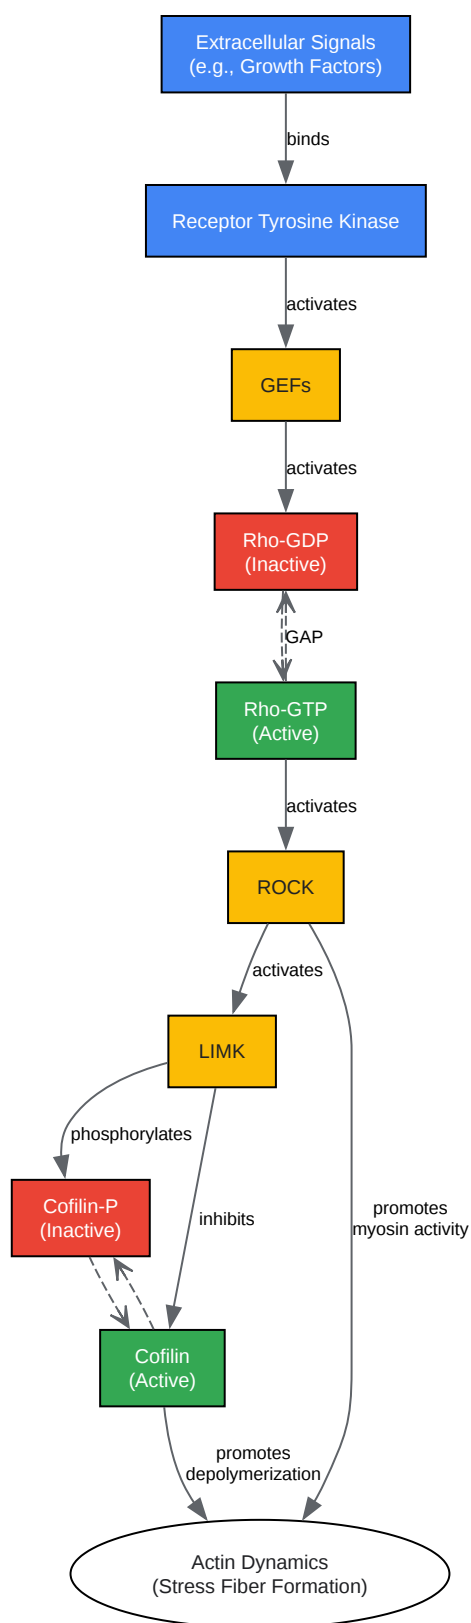 Extracellular Signals
(e.g., Growth Factors)
binds
Receptor Tyrosine Kinase
activates
GEFs
activates
Rho-GDP
(Inactive)
GAP
Rho-GTP
(Active)
activates
ROCK
activates
LIMK
phosphorylates
Cofilin-P
(Inactive)
inhibits
promotes
myosin activity
Cofilin
(Active)
promotes
depolymerization
Actin Dynamics
(Stress Fiber Formation)